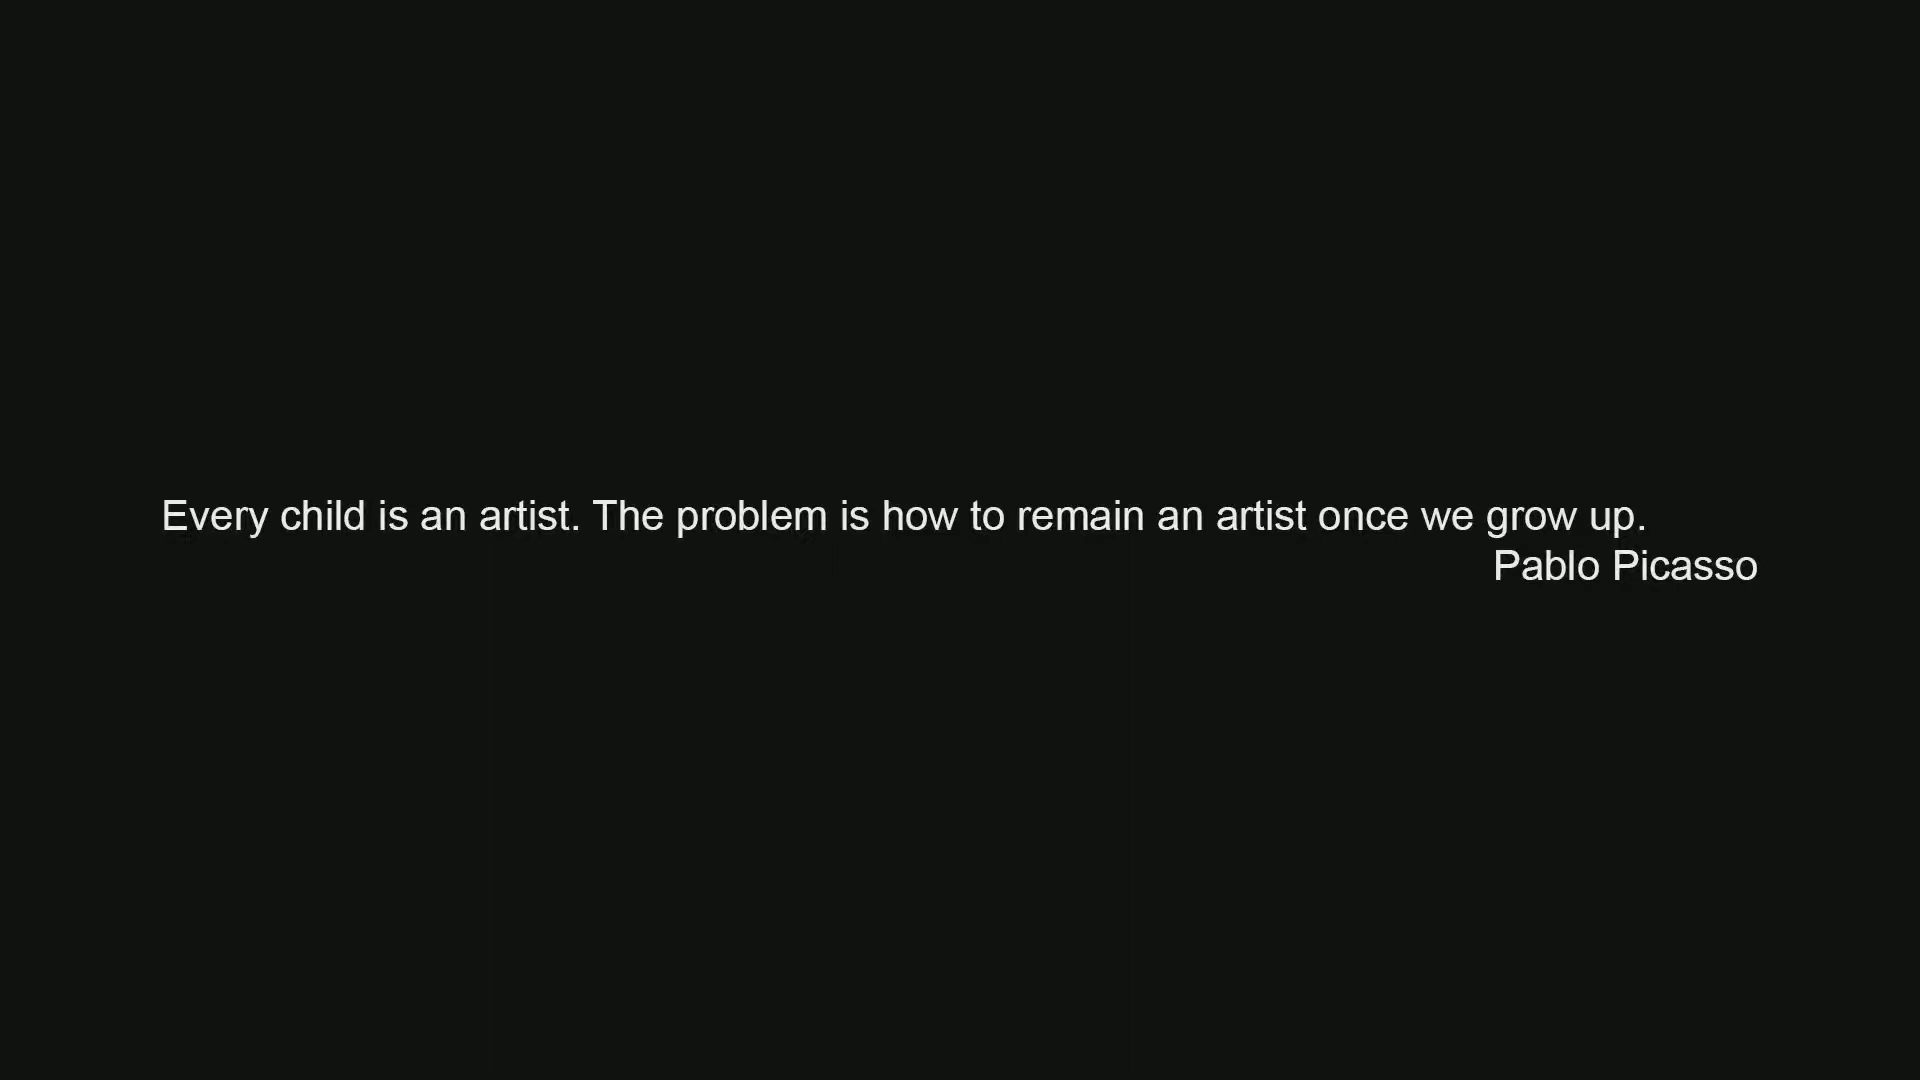 Every child is an artist. The problem is how to remain an artist once we grow up.
Pablo Picasso